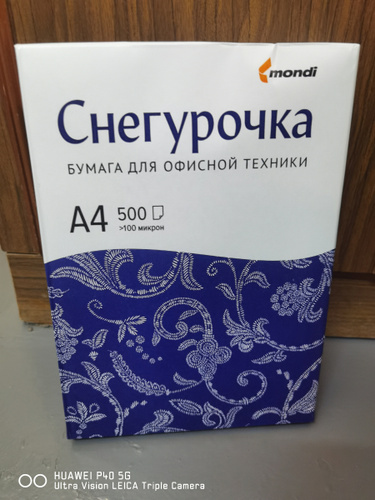 mondi
Снегурочка
БУМАГА ДЛЯ ОФИСНОЙ ТЕХНИКИ
A4 500
>100 микрон
HUAWEI P40 5G
Ultra Vision LEICA Triple Camera